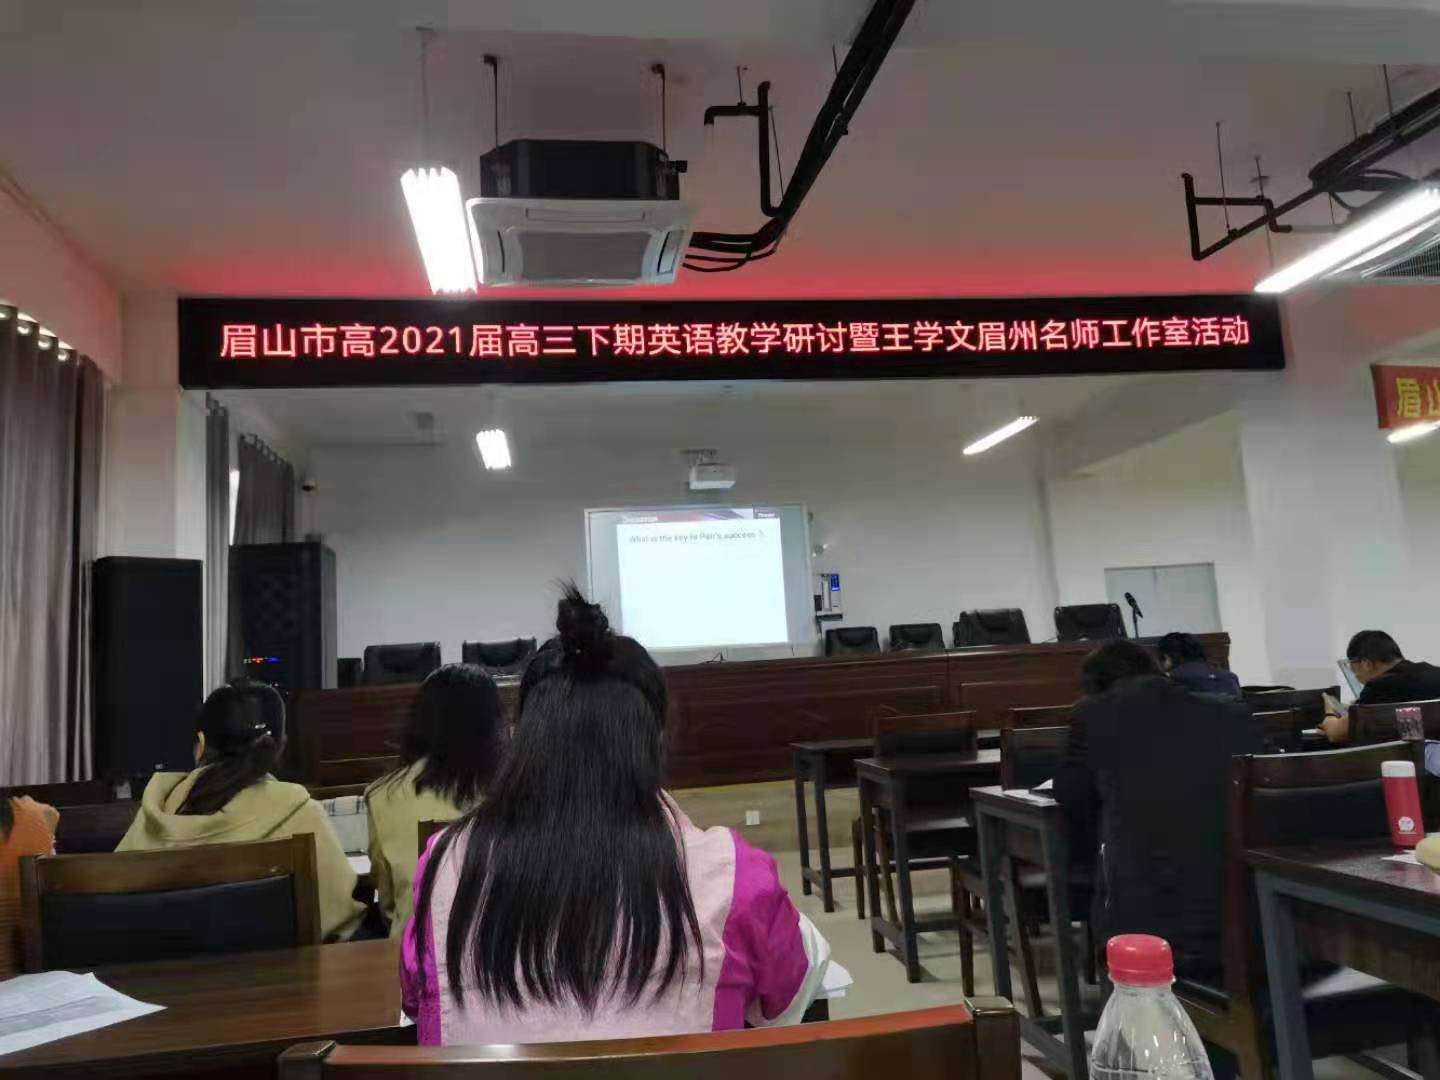 眉山市高2021届高三下期英语教学研讨暨王学文眉州名师工作室活动
眉山
What is the key to Pan's success ?